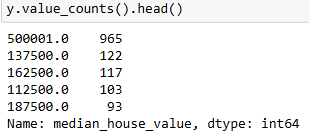 y.value_counts().head()
500001.0    965
137500.0    122
162500.0    117
112500.0    103
187500.0     93
Name: median_house_value, dtype: int64